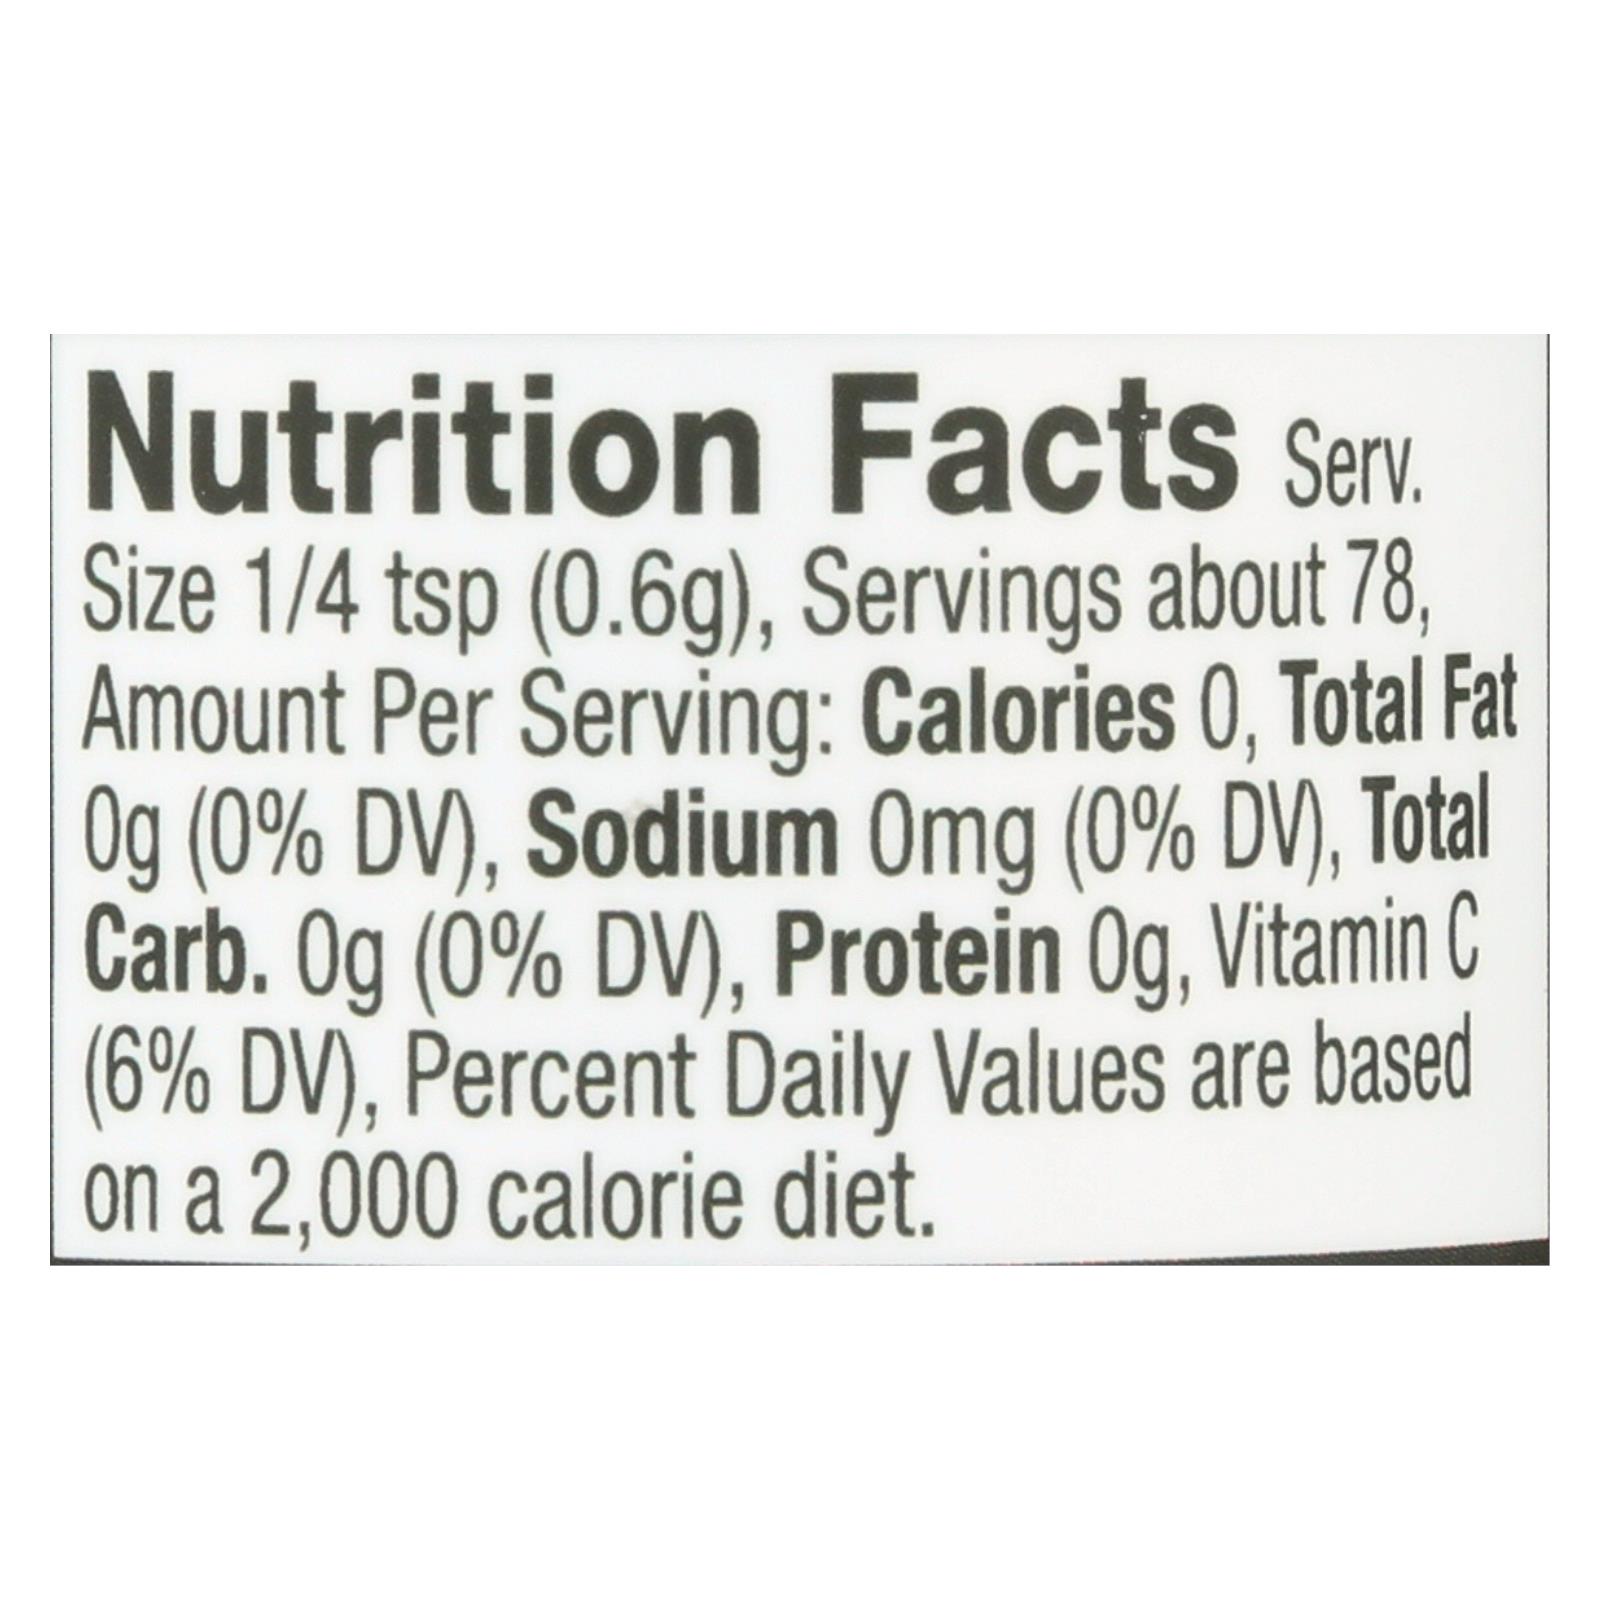 Nutrition Facts Serv.
Size 1/4 tsp (0.6g), Servings about 78,
Amount Per Serving: Calories 0, Total Fat
0g (0% DV), Sodium 0mg (0% DV), Total
Carb. 0g (0% DV), Protein 0g, Vitamin C
(6% DV), Percent Daily Values are based
on a 2,000 calorie diet.